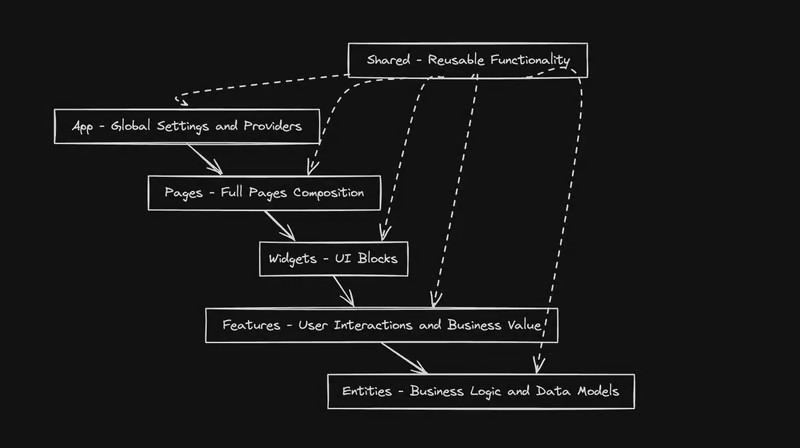 Shared - Reusable Functionality
App - Global Settings and Providers
Pages - Full Pages Composition
Widgets - UI Blocks
Features - User Interactions and Business Value
Entities - Business Logic and Data Models